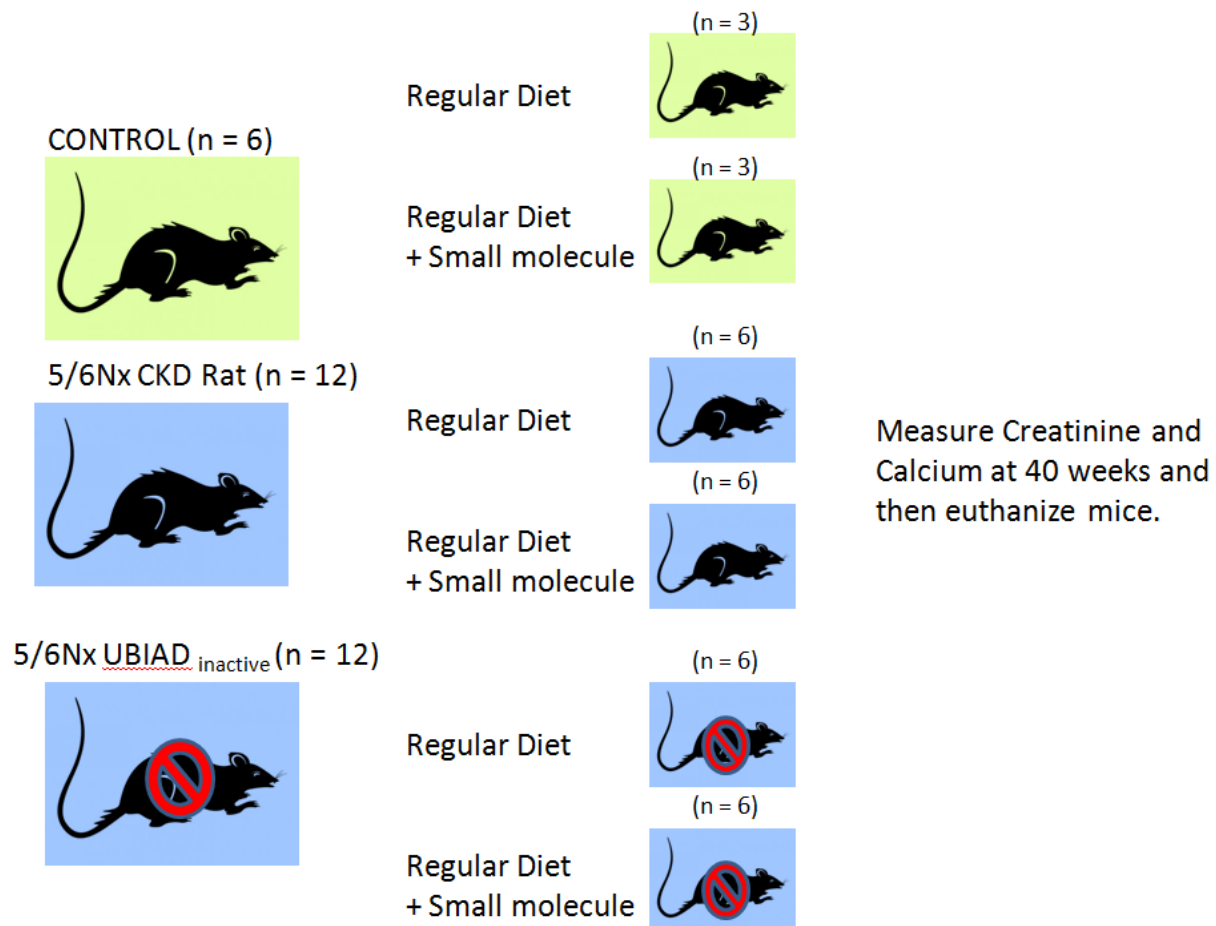 (n = 3)
Regular Diet
CONTROL (n = 6)
(n = 3)
Regular Diet
+ Small molecule
(n = 6)
5/6Nx CKD Rat (n = 12)
Regular Diet
Measure Creatinine and
Calcium at 40 weeks and
then euthanize mice.
(n = 6)
Regular Diet
+ Small molecule
5/6Nx UBIAD inactive (n = 12)
(n = 6)
Regular Diet
(n = 6)
Regular Diet
+ Small molecule